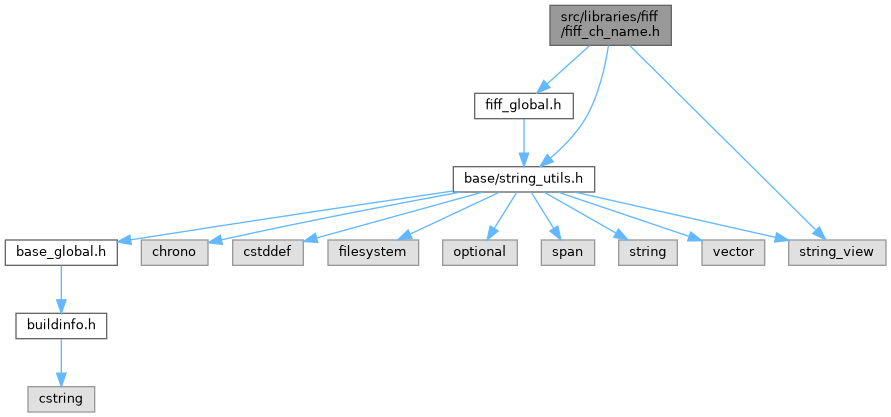 src/libraries/fiff
/fiff_ch_name.h
fiff_global.h
base/string_utils.h
base_global.h
chrono
cstddef
filesystem
optional
span
string
vector
string_view
buildinfo.h
cstring